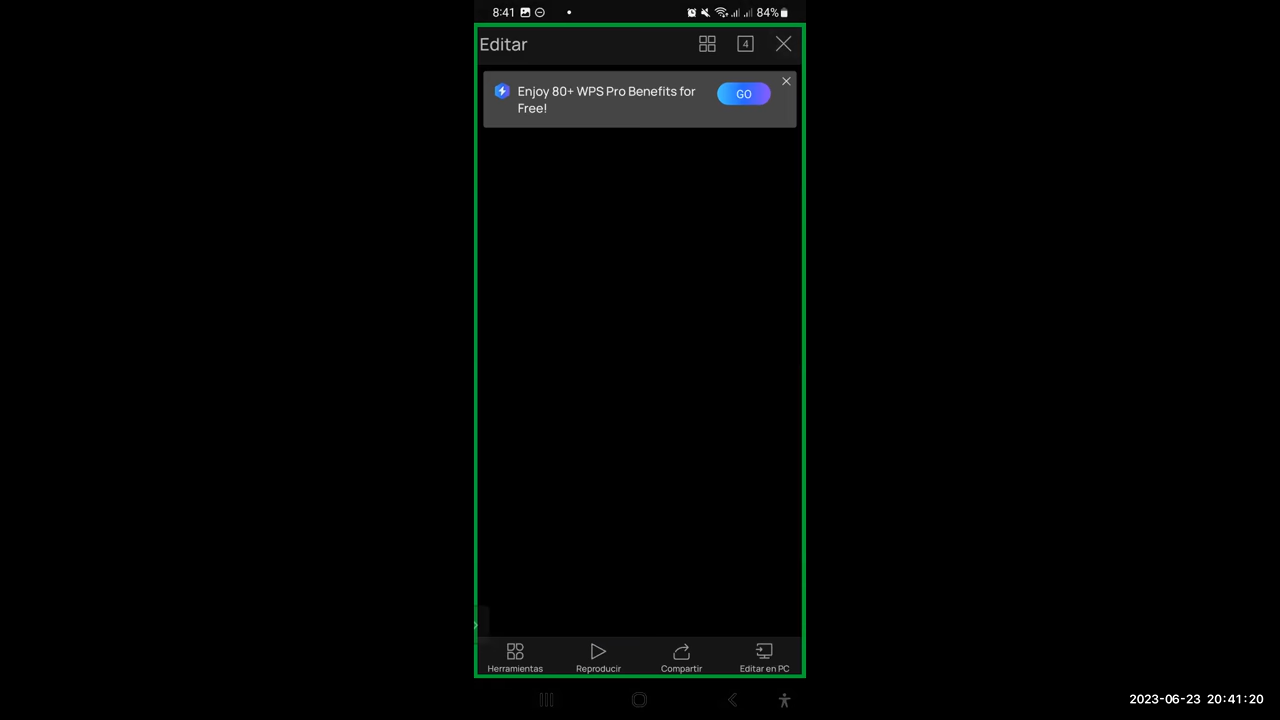 8:41 84%
Editar 4
Enjoy 80+ WPS Pro Benefits for
Free!
GO
Herramientas Reproducir Compartir Editar en PC
2023-06-23 20:41:20